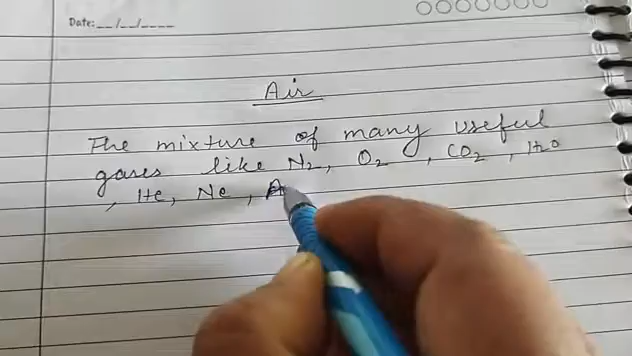 Date:__/__/____
Air
The mixture of many useful
gases like N₂, O₂, CO₂, H₂O
, He, Ne, A